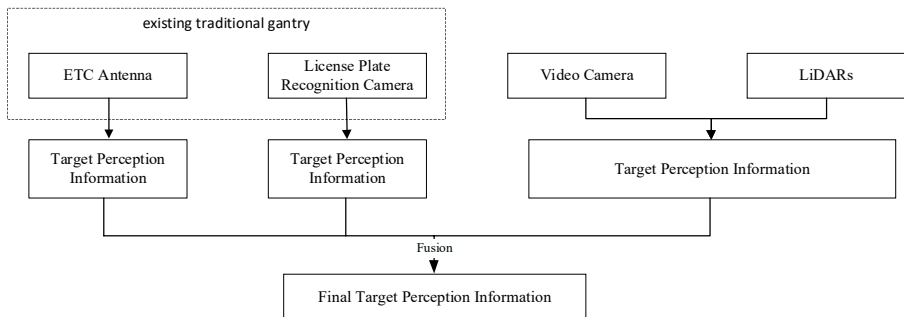 existing traditional gantry
ETC Antenna
License Plate
Recognition Camera
Video Camera
LiDARs
Target Perception
Information
Target Perception
Information
Target Perception Information
Fusion
Final Target Perception Information